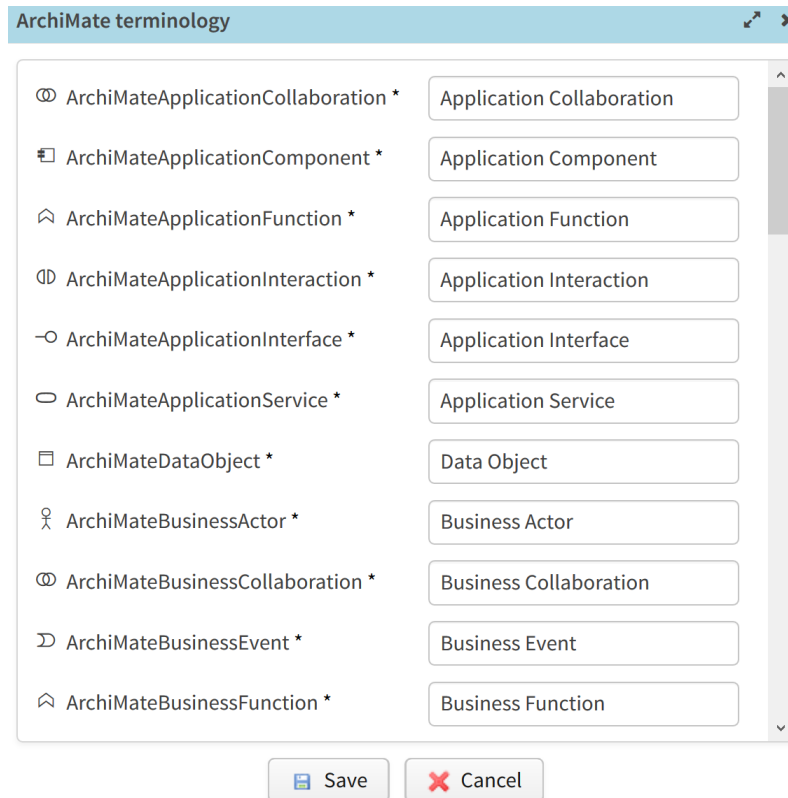 ArchiMate terminology
ArchiMateApplicationCollaboration * Application Collaboration
ArchiMateApplicationComponent * Application Component
ArchiMateApplicationFunction * Application Function
ArchiMateApplicationInteraction * Application Interaction
ArchiMateApplicationInterface * Application Interface
ArchiMateApplicationService * Application Service
ArchiMateDataObject * Data Object
ArchiMateBusinessActor * Business Actor
ArchiMateBusinessCollaboration * Business Collaboration
ArchiMateBusinessEvent * Business Event
ArchiMateBusinessFunction * Business Function
Save Cancel